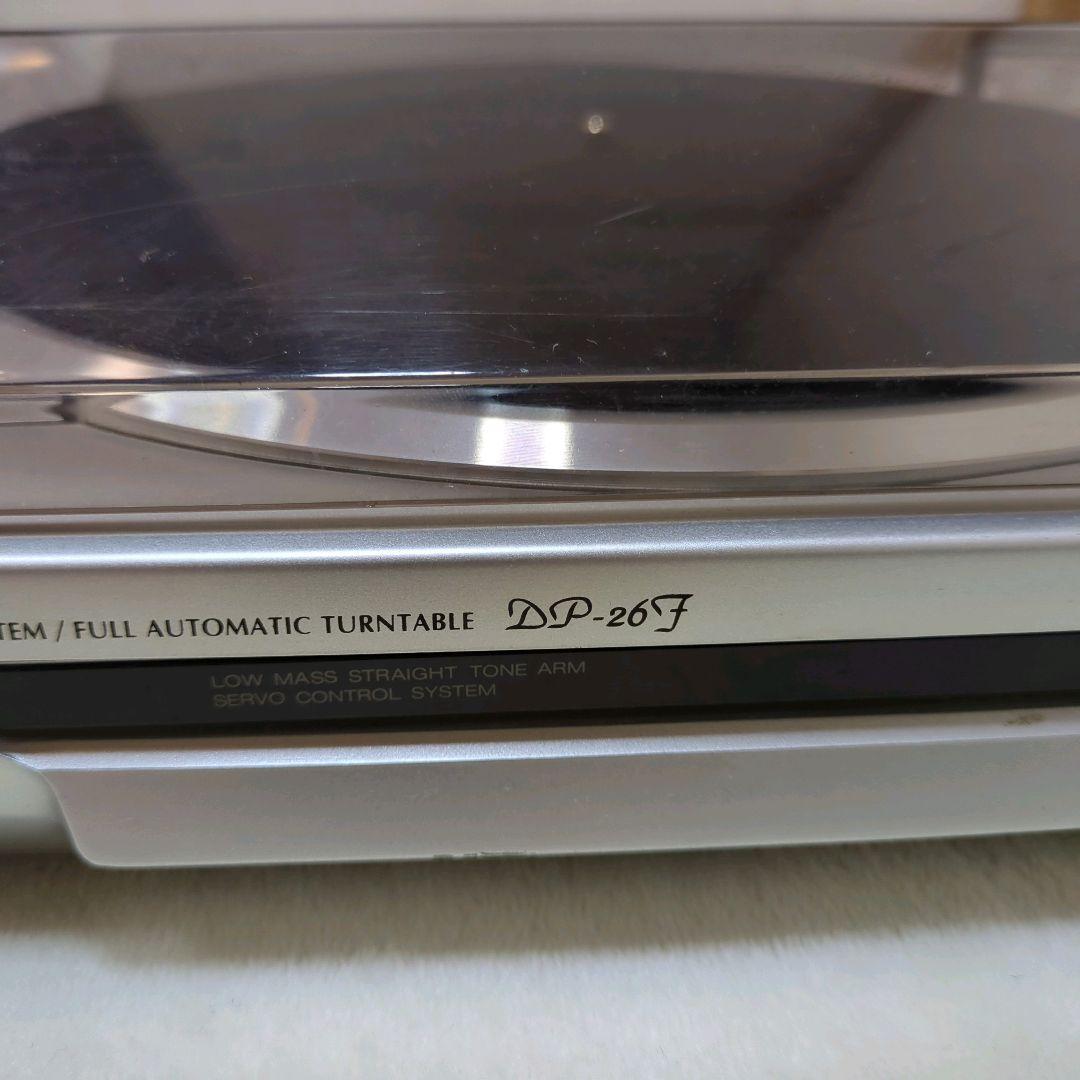 TEM / FULL AUTOMATIC TURNTABLE DP-26F
LOW MASS STRAIGHT TONE ARM
SERVO CONTROL SYSTEM